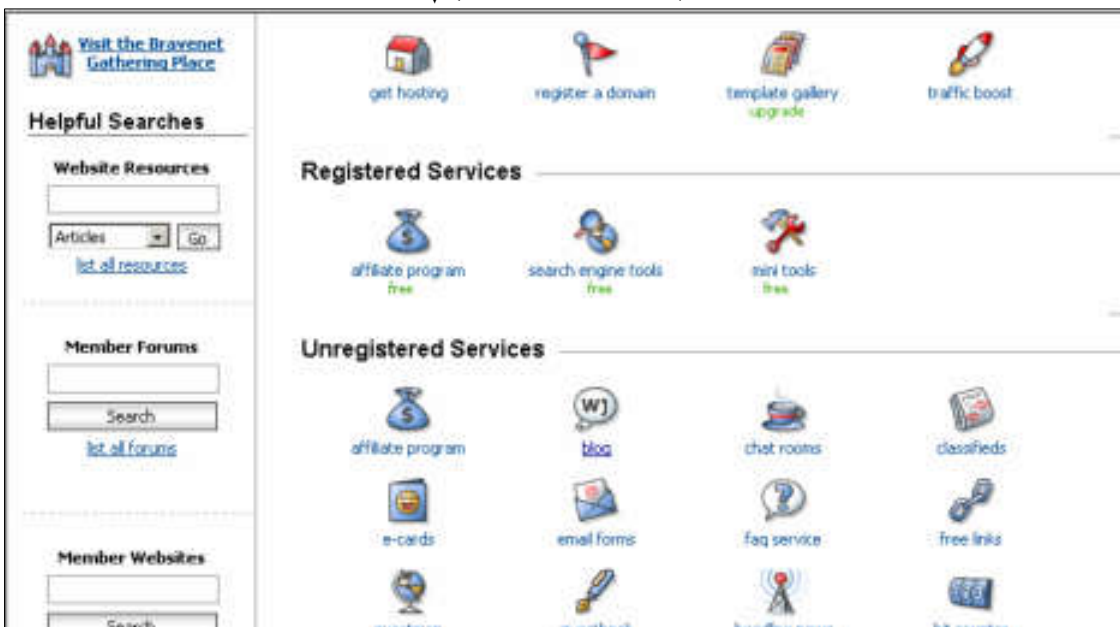 Visit the Bravenet
Gathering Place
Helpful Searches
Website Resources
Articles
Go
list all resources
Member Forums
Search
list all forums
Member Websites
Search
get hosting
register a domain
template gallery
upgrade
traffic boost
Registered Services
affiliate program
free
search engine tools
free
mini tools
free
Unregistered Services
affiliate program
blog
chat rooms
classifieds
e-cards
email forms
faq service
free links